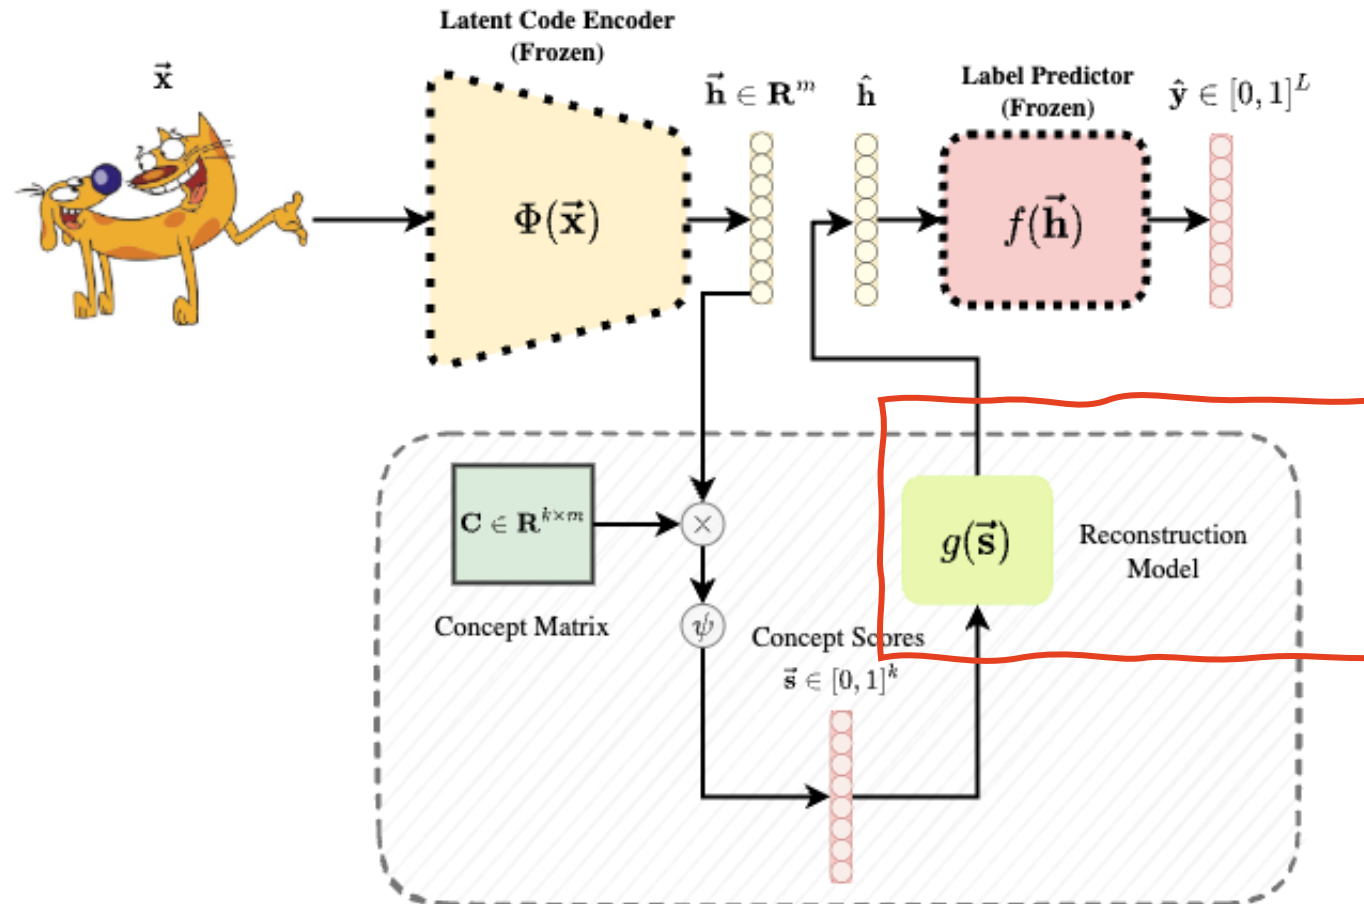 Latent Code Encoder
(Frozen)
x⃗
h⃗ ∈ R^m
ĥ
Label Predictor
(Frozen)
ŷ ∈ [0, 1]^L
Φ(x⃗)
f(h⃗)
C ∈ R^{k×m}
×
g(s⃗)
Reconstruction
Model
Concept Matrix
ψ
Concept Scores
s⃗ ∈ [0, 1]^k